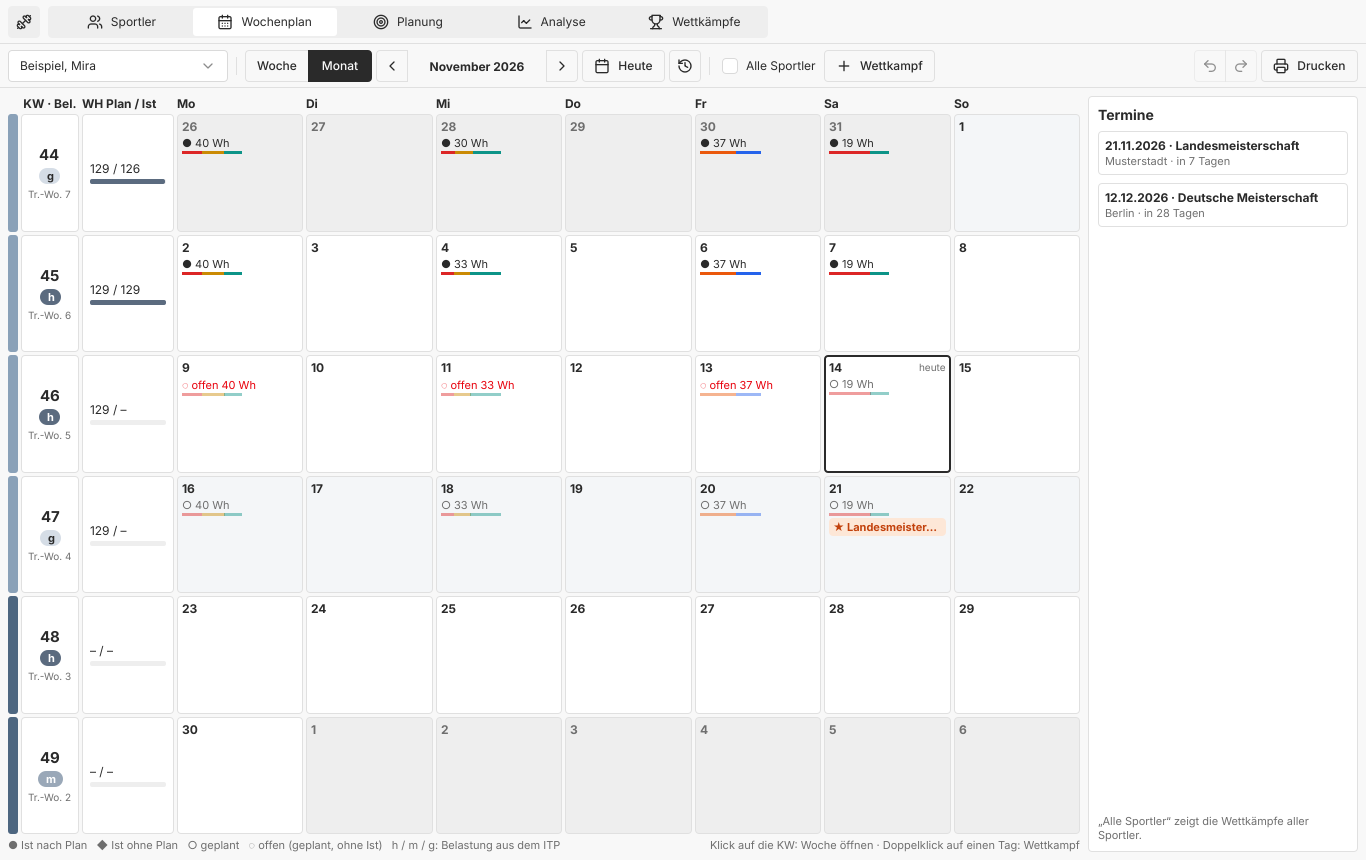 Sportler
Wochenplan
Planung
Analyse
Wettkämpfe
Beispiel, Mira
Woche
Monat
November 2026
Heute
Alle Sportler
Wettkampf
Drucken
KW · Bel. WH Plan / Ist Mo Di Mi Do Fr Sa So
44
g
Tr.-Wo. 7
129 / 126
26
40 Wh
27
28
30 Wh
29
30
37 Wh
31
19 Wh
1
45
h
Tr.-Wo. 6
129 / 129
2
40 Wh
3
4
33 Wh
5
6
37 Wh
7
19 Wh
8
46
h
Tr.-Wo. 5
129 / –
9
offen 40 Wh
10
11
offen 33 Wh
12
13
offen 37 Wh
14 heute
19 Wh
15
47
g
Tr.-Wo. 4
129 / –
16
40 Wh
17
18
33 Wh
19
20
37 Wh
21
19 Wh
★ Landesmeister...
22
48
h
Tr.-Wo. 3
– / –
23
24
25
26
27
28
29
49
m
Tr.-Wo. 2
– / –
30
1
2
3
4
5
6
Ist nach Plan Ist ohne Plan geplant offen (geplant, ohne Ist) h / m / g: Belastung aus dem ITP
Klick auf die KW: Woche öffnen · Doppelklick auf einen Tag: Wettkampf
Termine
21.11.2026 · Landesmeisterschaft
Musterstadt · in 7 Tagen
12.12.2026 · Deutsche Meisterschaft
Berlin · in 28 Tagen
„Alle Sportler“ zeigt die Wettkämpfe aller
Sportler.